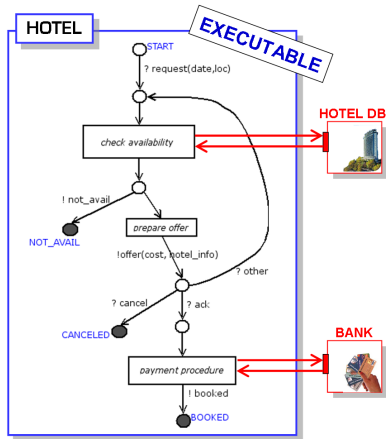 HOTEL
EXECUTABLE
START
? request(date,loc)
HOTEL DB
check availability
! not_avail
prepare offer
NOT_AVAIL
!offer(cost, hotel_info)
? other
? cancel
? ack
CANCELED
BANK
payment procedure
! booked
BOOKED